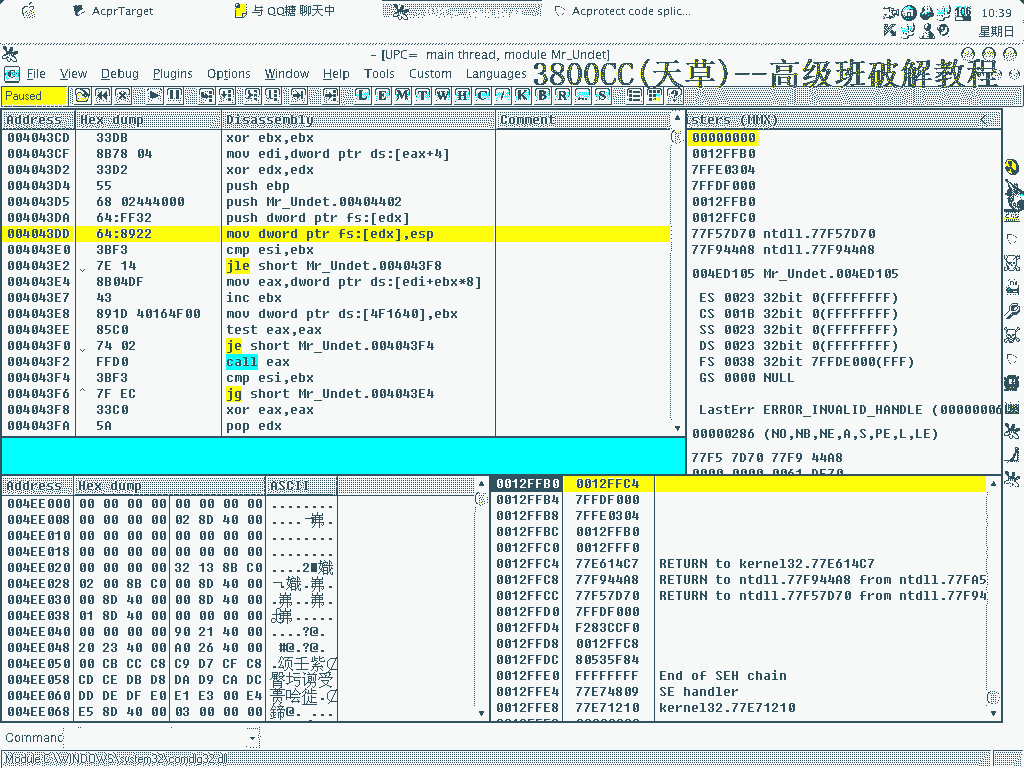 AcprTarget
与 QQ糖 聊天中
Acprotect code splic...
10:39
星期日
- [UPC= main thread, module Mr_Undet]
File View Debug Plugins Options Window Help Tools Custom Languages
3800CC(天草)--高级班破解教程
Paused
L E M T W H C / K B R ... S
Address Hex dump Disassembly Comment
004043CD 33DB xor ebx,ebx
004043CF 8B78 04 mov edi,dword ptr ds:[eax+4]
004043D2 33D2 xor edx,edx
004043D4 55 push ebp
004043D5 68 02444000 push Mr_Undet.00404402
004043DA 64:FF32 push dword ptr fs:[edx]
004043DD 64:8922 mov dword ptr fs:[edx],esp
004043E0 3BF3 cmp esi,ebx
004043E2 7E 14 jle short Mr_Undet.004043F8
004043E4 8B04DF mov eax,dword ptr ds:[edi+ebx*8]
004043E7 43 inc ebx
004043E8 891D 40164F00 mov dword ptr ds:[4F1640],ebx
004043EE 85C0 test eax,eax
004043F0 74 02 je short Mr_Undet.004043F4
004043F2 FFD0 call eax
004043F4 3BF3 cmp esi,ebx
004043F6 7F EC jg short Mr_Undet.004043E4
004043F8 33C0 xor eax,eax
004043FA 5A pop edx
sters (MMX) <
00000000
0012FFB0
7FFE0304
7FFDF000
0012FFB0
0012FFC0
77F57D70 ntdll.77F57D70
77F944A8 ntdll.77F944A8
004ED105 Mr_Undet.004ED105
ES 0023 32bit 0(FFFFFFFF)
CS 001B 32bit 0(FFFFFFFF)
SS 0023 32bit 0(FFFFFFFF)
DS 0023 32bit 0(FFFFFFFF)
FS 0038 32bit 7FFDE000(FFF)
GS 0000 NULL
LastErr ERROR_INVALID_HANDLE (00000006
00000286 (NO,NB,NE,A,S,PE,L,LE)
77F5 7D70 77F9 44A8
0000 0000 0061 DE70
Address Hex dump ASCII
004EE000 00 00 00 00 00 00 00 00 ........
004EE008 00 00 00 00 02 8D 40 00
004EE010 00 00 00 00 00 00 00 00 ........
004EE018 00 00 00 00 00 00 00 00 ........
004EE020 00 00 00 00 32 13 8B C0
004EE028 02 00 8B C0 00 8D 40 00
004EE030 00 8D 40 00 00 8D 40 00
004EE038 01 8D 40 00 00 00 00 00
004EE040 00 00 00 00 90 21 40 00 ....?@.
004EE048 20 23 40 00 A0 26 40 00 #@.?@.
004EE050 00 CB CC C8 C9 D7 CF C8 .颂壬紫
004EE058 CD CE DB D8 DA D9 CA DC
004EE060 DD DE DF E0 E1 E3 00 E4
004EE068 E5 8D 40 00 03 00 00 00
0012FFB0 0012FFC4
0012FFB4 7FFDF000
0012FFB8 7FFE0304
0012FFBC 0012FFB0
0012FFC0 0012FFF0
0012FFC4 77E614C7 RETURN to kernel32.77E614C7
0012FFC8 77F944A8 RETURN to ntdll.77F944A8 from ntdll.77FA5
0012FFCC 77F57D70 RETURN to ntdll.77F57D70 from ntdll.77F94
0012FFD0 7FFDF000
0012FFD4 F283CCF0
0012FFD8 0012FFC8
0012FFDC 80535F84
0012FFE0 FFFFFFFF End of SEH chain
0012FFE4 77E74809 SE handler
0012FFE8 77E71210 kernel32.77E71210
Command
Module C:\WINDOWS\system32\comdlg32.dl